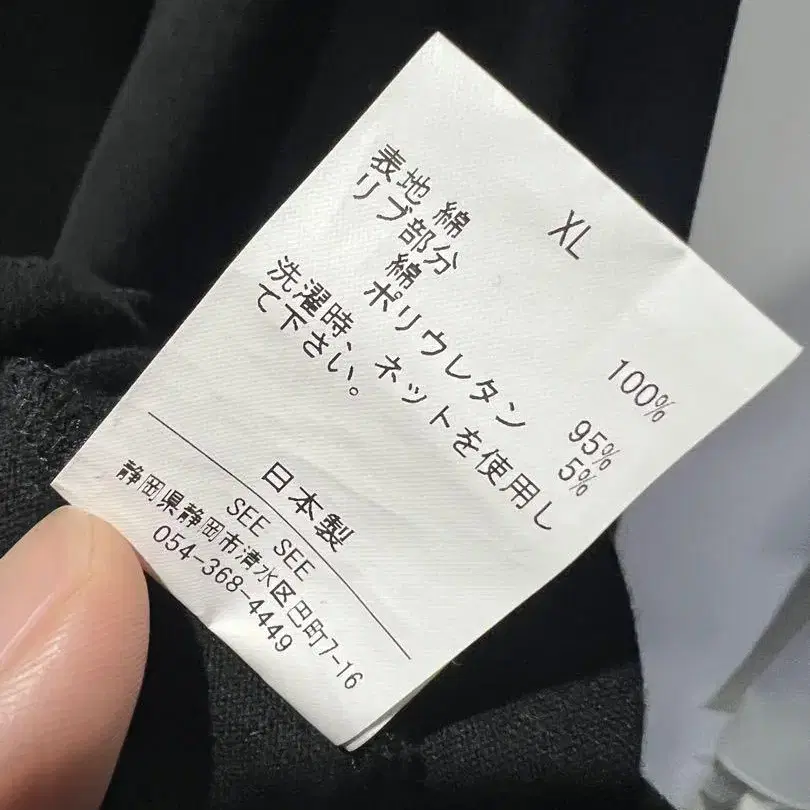 XL
表地 綿 100%
リブ部分
綿 95%
ポリウレタン 5%
洗濯時、ネットを使用し
て下さい。
日本製
SEE SEE
静岡県静岡市清水区巴町7-16
054-368-4449